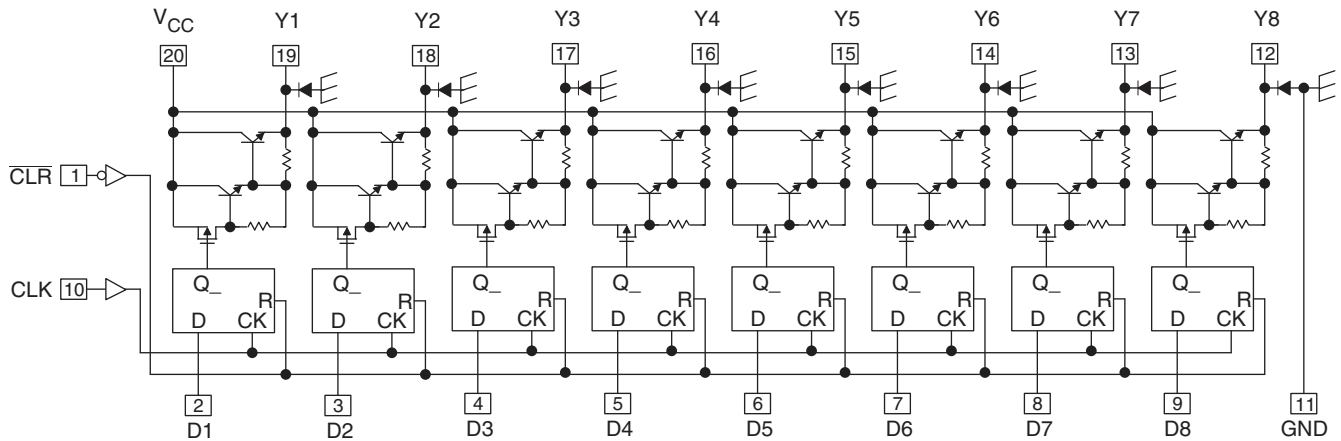 V_CC Y1 Y2 Y3 Y4 Y5 Y6 Y7 Y8
20 19 18 17 16 15 14 13 12
C̅L̅R̅ 1
CLK 10
Q_ Q_ Q_ Q_ Q_ Q_ Q_ Q_
R R R R R R R R
D CK D CK D CK D CK D CK D CK D CK D CK
2 3 4 5 6 7 8 9 11
D1 D2 D3 D4 D5 D6 D7 D8 GND